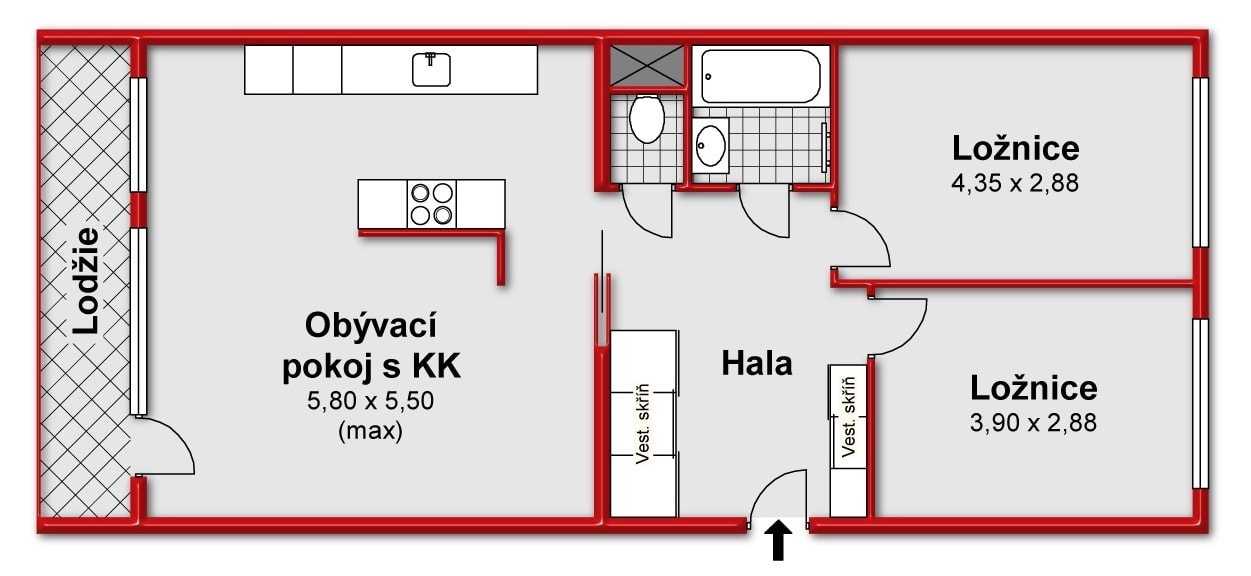 Lodžie
Obývací
pokoj s KK
5,80 x 5,50
(max)
Vest. skříň
Hala
Vest. skříň
Ložnice
4,35 x 2,88
Ložnice
3,90 x 2,88